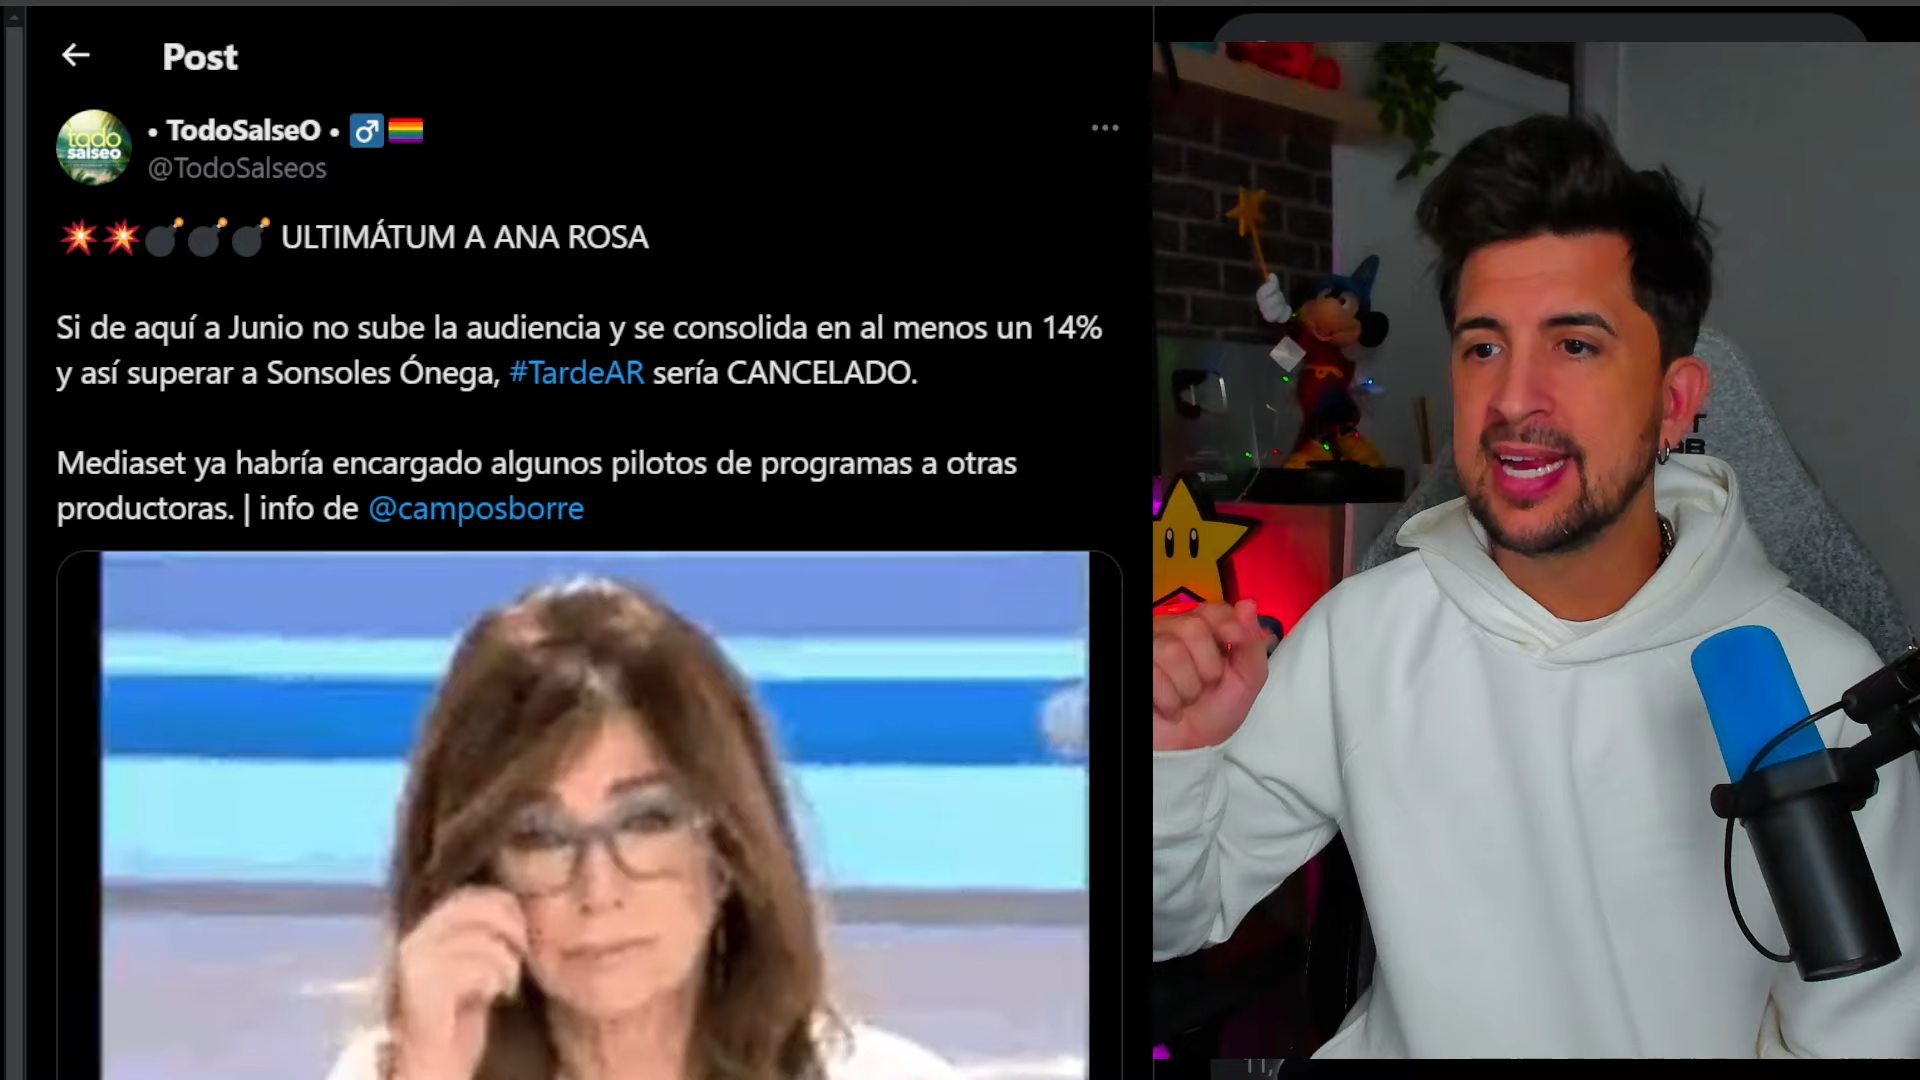 Post
• TodoSalseO •
todo
salseo
@TodoSalseos
ULTIMÁTUM A ANA ROSA
Si de aquí a Junio no sube la audiencia y se consolida en al menos un 14%
y así superar a Sonsoles Ónega, #TardeAR sería CANCELADO.
Mediaset ya habría encargado algunos pilotos de programas a otras
productoras. | info de @camposborre